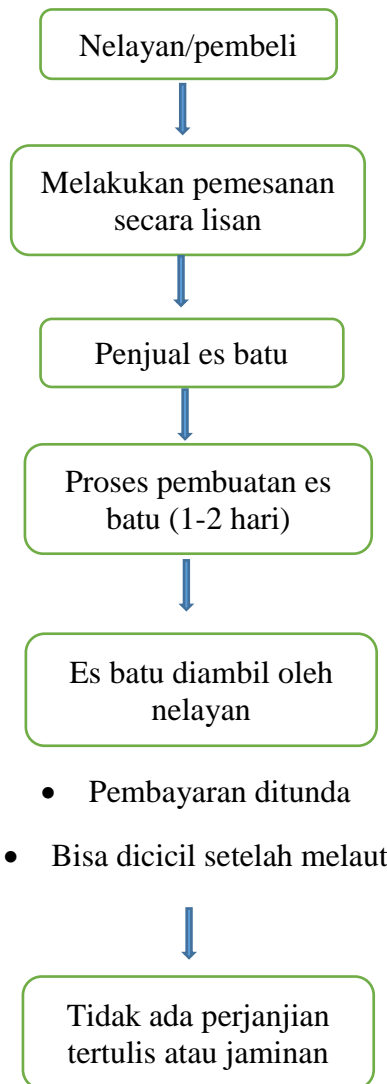 Nelayan/pembeli
Melakukan pemesanan
secara lisan
Penjual es batu
Proses pembuatan es
batu (1-2 hari)
Es batu diambil oleh
nelayan
• Pembayaran ditunda
• Bisa dicicil setelah melaut
Tidak ada perjanjian
tertulis atau jaminan